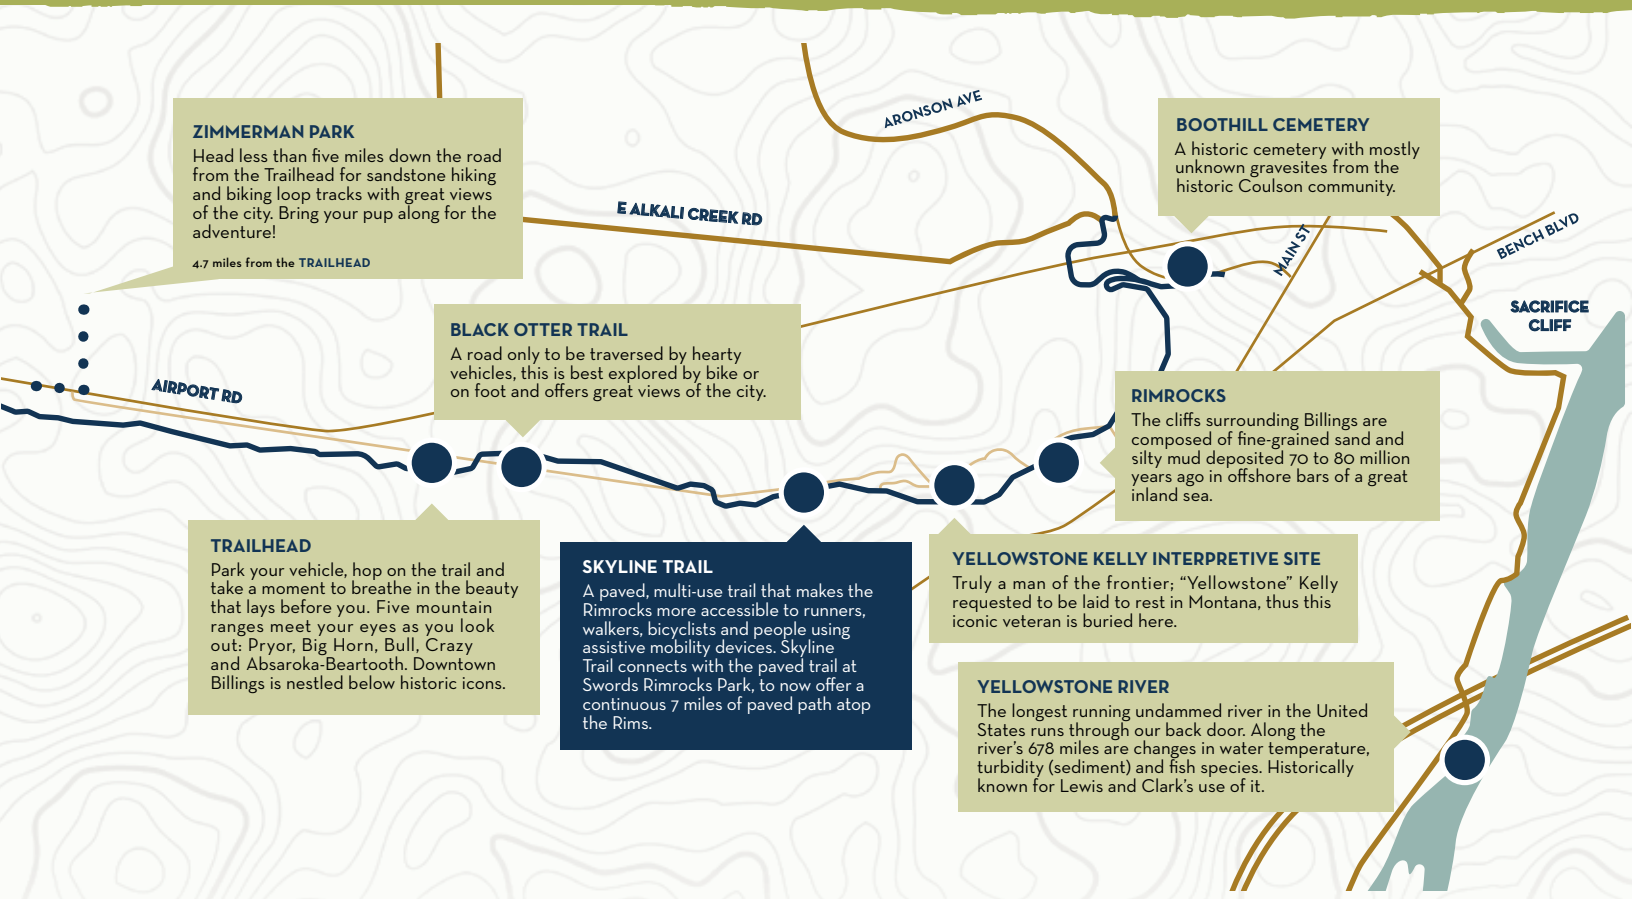 ARONSON AVE
ZIMMERMAN PARK
Head less than five miles down the road
from the Trailhead for sandstone hiking
and biking loop tracks with great views
of the city. Bring your pup along for the
adventure!
4.7 miles from the TRAILHEAD
BOOTHILL CEMETERY
A historic cemetery with mostly
unknown gravesites from the
historic Coulson community.
E ALKALI CREEK RD
MAIN ST
BENCH BLVD
SACRIFICE
CLIFF
BLACK OTTER TRAIL
A road only to be traversed by hearty
vehicles, this is best explored by bike or
on foot and offers great views of the city.
AIRPORT RD
RIMROCKS
The cliffs surrounding Billings are
composed of fine-grained sand and
silty mud deposited 70 to 80 million
years ago in offshore bars of a great
inland sea.
TRAILHEAD
Park your vehicle, hop on the trail and
take a moment to breathe in the beauty
that lays before you. Five mountain
ranges meet your eyes as you look
out: Pryor, Big Horn, Bull, Crazy
and Absaroka-Beartooth. Downtown
Billings is nestled below historic icons.
SKYLINE TRAIL
A paved, multi-use trail that makes the
Rimrocks more accessible to runners,
walkers, bicyclists and people using
assistive mobility devices. Skyline
Trail connects with the paved trail at
Swords Rimrocks Park, to now offer a
continuous 7 miles of paved path atop
the Rims.
YELLOWSTONE KELLY INTERPRETIVE SITE
Truly a man of the frontier; “Yellowstone” Kelly
requested to be laid to rest in Montana, thus this
iconic veteran is buried here.
YELLOWSTONE RIVER
The longest running undammed river in the United
States runs through our back door. Along the
river’s 678 miles are changes in water temperature,
turbidity (sediment) and fish species. Historically
known for Lewis and Clark’s use of it.